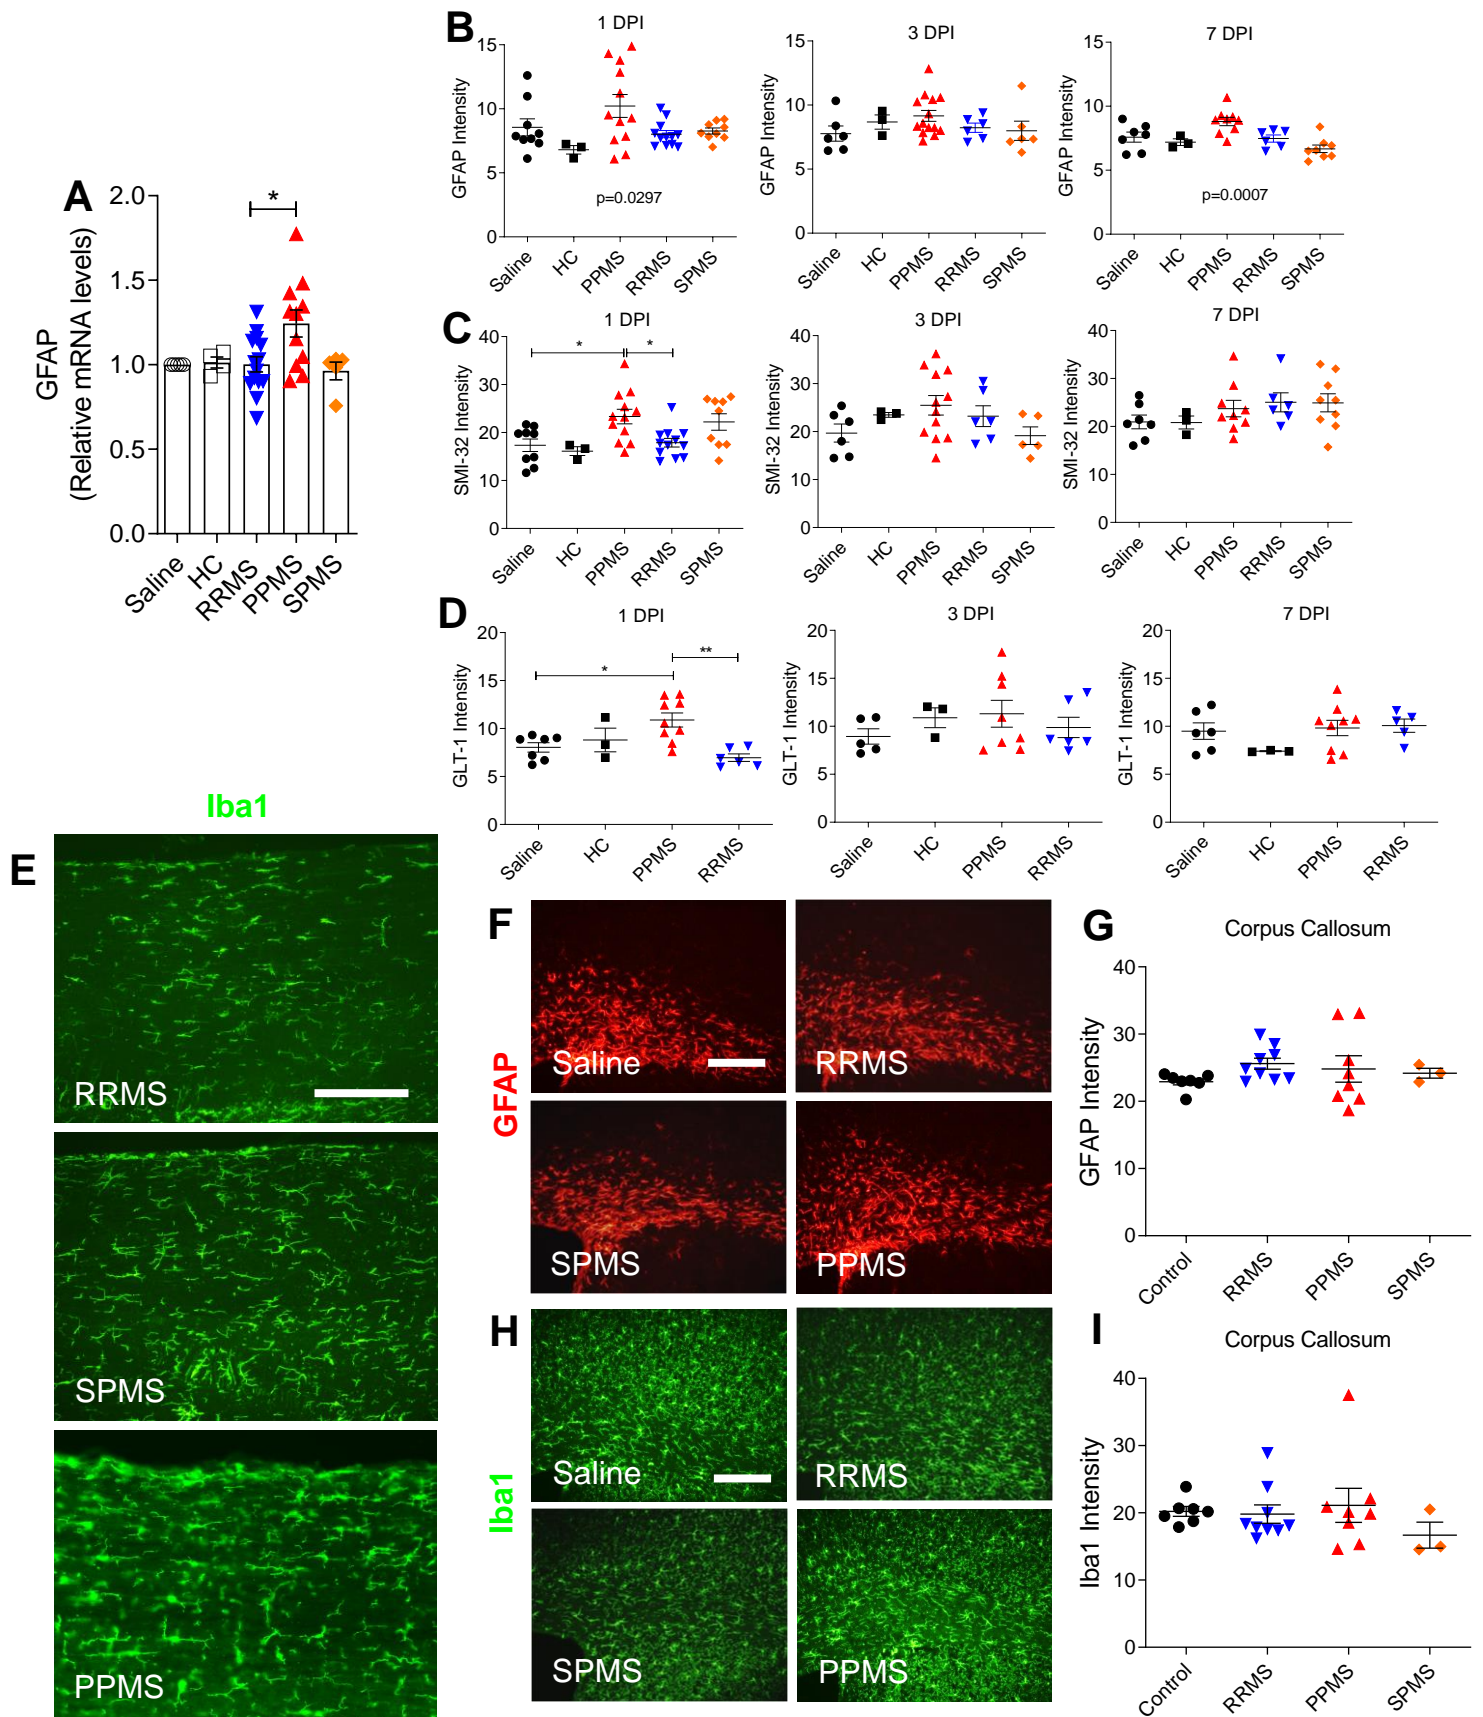 A
GFAP
(Relative mRNA levels)
2.0
1.5
1.0
0.5
0.0
*
Saline
HC
RRMS
PPMS
SPMS
B
1 DPI
GFAP Intensity
15
10
5
0
p=0.0297
Saline
HC
PPMS
RRMS
SPMS
3 DPI
GFAP Intensity
15
10
5
0
Saline
HC
PPMS
RRMS
SPMS
7 DPI
GFAP Intensity
15
10
5
0
p=0.0007
Saline
HC
PPMS
RRMS
SPMS
C
1 DPI
SMI-32 Intensity
40
30
20
10
0
*
*
Saline
HC
PPMS
RRMS
SPMS
3 DPI
SMI-32 Intensity
40
30
20
10
0
Saline
HC
PPMS
RRMS
SPMS
7 DPI
SMI-32 Intensity
40
30
20
10
0
Saline
HC
PPMS
RRMS
SPMS
D
1 DPI
GLT-1 Intensity
20
15
10
5
0
*
**
Saline
HC
PPMS
RRMS
3 DPI
GLT-1 Intensity
20
15
10
5
0
Saline
HC
PPMS
RRMS
7 DPI
GLT-1 Intensity
20
15
10
5
0
Saline
HC
PPMS
RRMS
E
Iba1
RRMS
SPMS
PPMS
F
GFAP
Saline
RRMS
SPMS
PPMS
G
Corpus Callosum
GFAP Intensity
40
30
20
10
0
Control
RRMS
PPMS
SPMS
H
Iba1
Saline
RRMS
SPMS
PPMS
I
Corpus Callosum
Iba1 Intensity
40
30
20
10
0
Control
RRMS
PPMS
SPMS